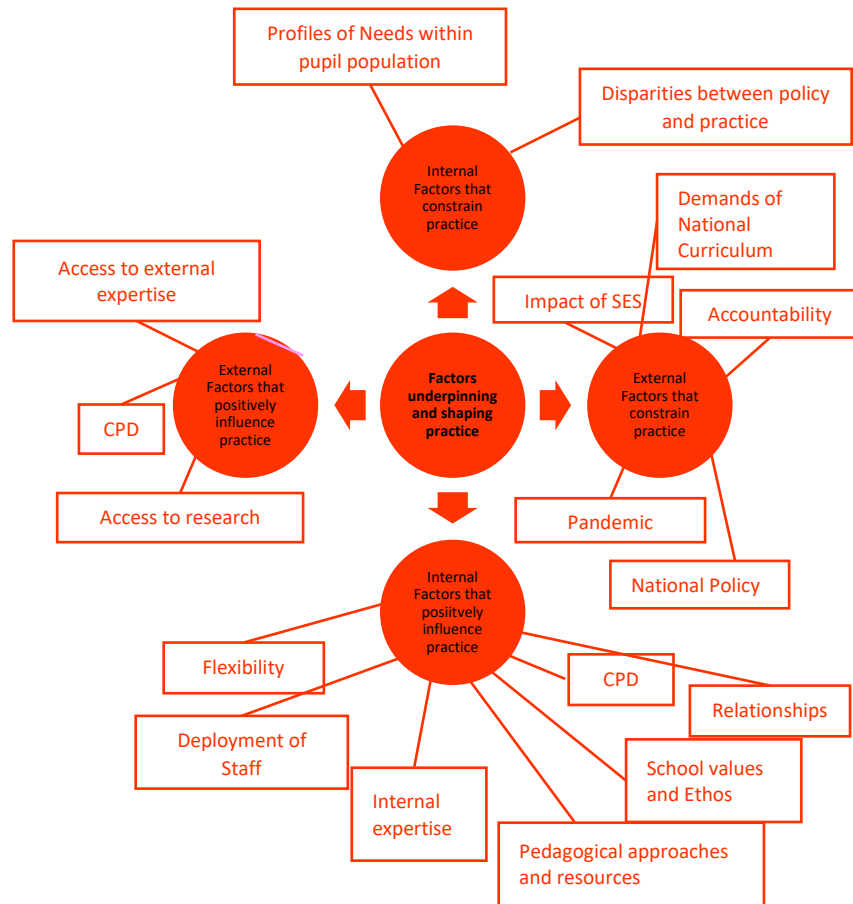 Profiles of Needs within
pupil population
Disparities between policy
and practice
Internal
Factors that
constrain
practice
Demands of
National
Curriculum
Access to external
expertise
Impact of SES
Accountability
External
Factors that
positively
influence
practice
Factors
underpinning
and shaping
practice
External
Factors that
constrain
practice
CPD
Access to research
Pandemic
National Policy
Internal
Factors that
posiitvely
influence
practice
Flexibility
CPD
Relationships
Deployment of
Staff
School values
and Ethos
Internal
expertise
Pedagogical approaches
and resources